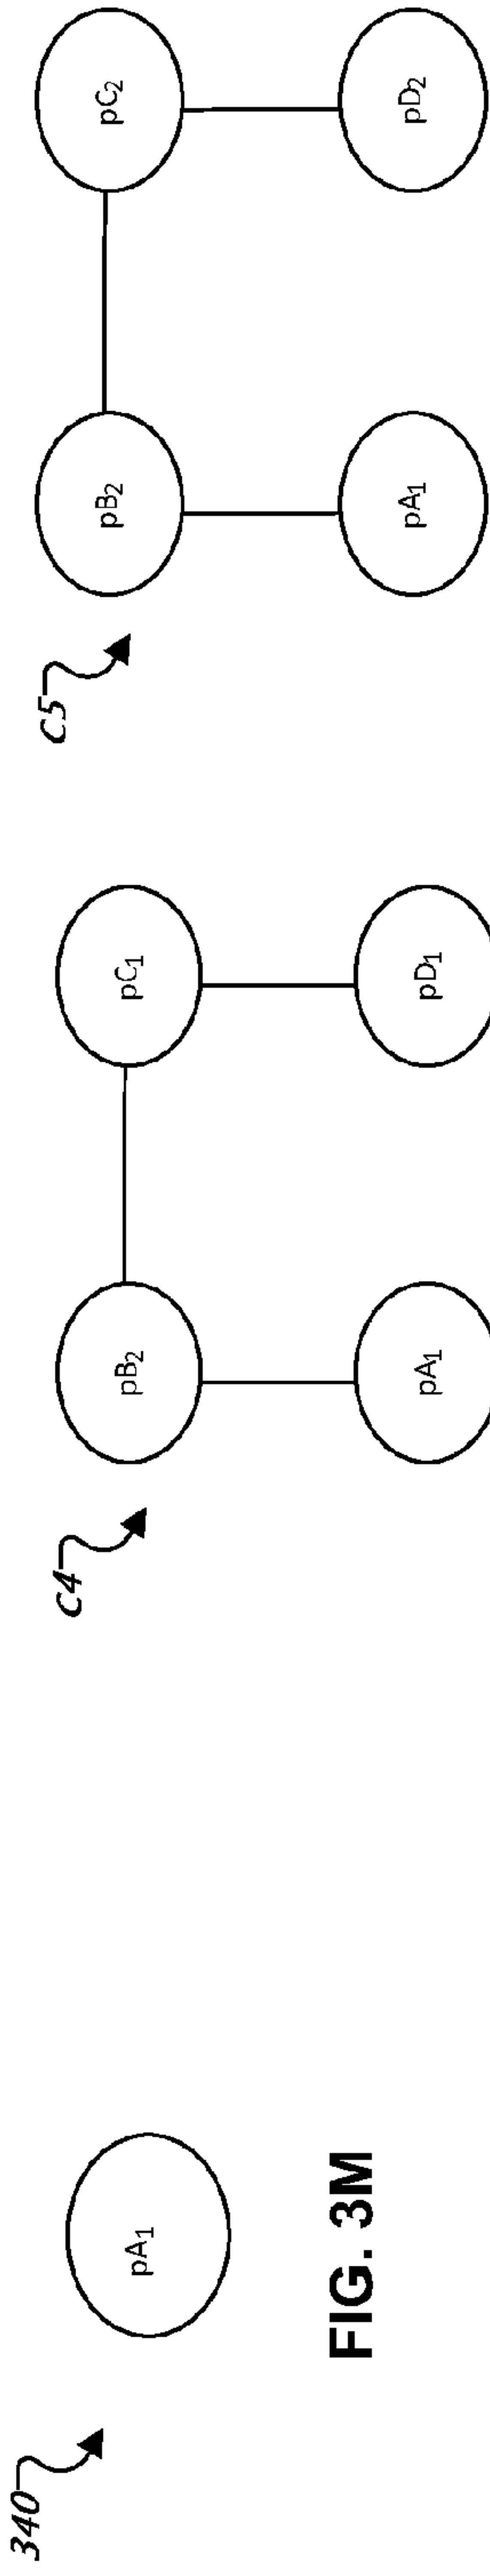 340
pA₁
FIG. 3M
C4
pB₂
pC₁
pA₁
pD₁
C5
pB₂
pC₂
pA₁
pD₂